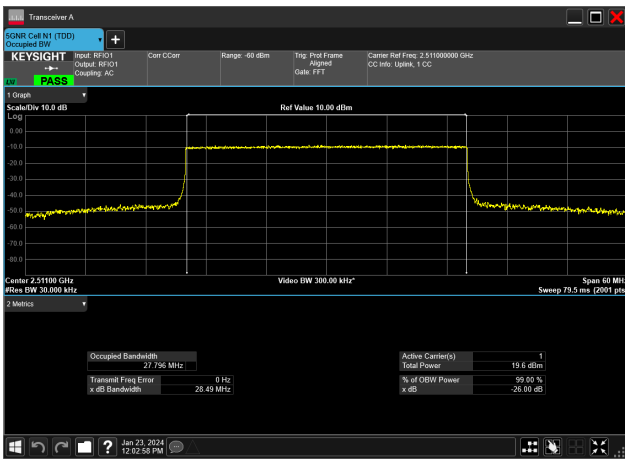 Transceiver A
5GNR Cell N1 (TDD)
Occupied BW
KEYSIGHT
PASS
Input: RFIO1
Output: RFIO1
Coupling: AC
Corr CCorr
Range: -60 dBm
Trig: Prot Frame
Aligned
Gate: FFT
Carrier Ref Freq: 2.511000000 GHz
CC Info: Uplink, 1 CC
1 Graph
Scale/Div 10.0 dB
Ref Value 10.00 dBm
Log
0.00
-10.0
-20.0
-30.0
-40.0
-50.0
-60.0
-70.0
-80.0
Center 2.51100 GHz
Video BW 300.00 kHz*
Span 60 MHz
#Res BW 30.000 kHz
Sweep 79.5 ms (2001 pts
2 Metrics
Occupied Bandwidth
27.796 MHz
Transmit Freq Error 0 Hz
x dB Bandwidth 28.49 MHz
Active Carrier(s) 1
Total Power 19.6 dBm
% of OBW Power 99.00 %
x dB -26.00 dB
Jan 23, 2024
12:02:58 PM